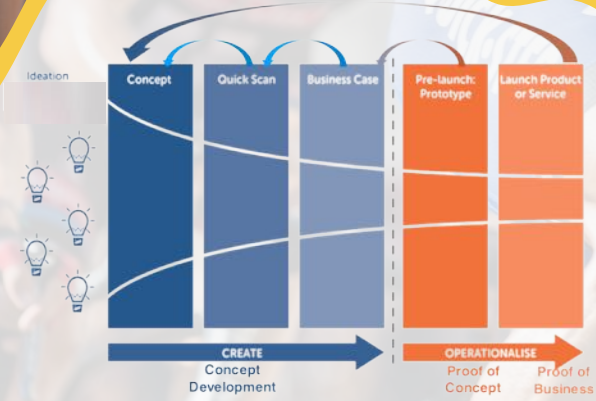 Ideation
Concept
Quick Scan
Business Case
Pre-launch:
Prototype
Launch Product
or Service
CREATE
OPERATIONALISE
Concept
Development
Proof of
Concept
Proof of
Business